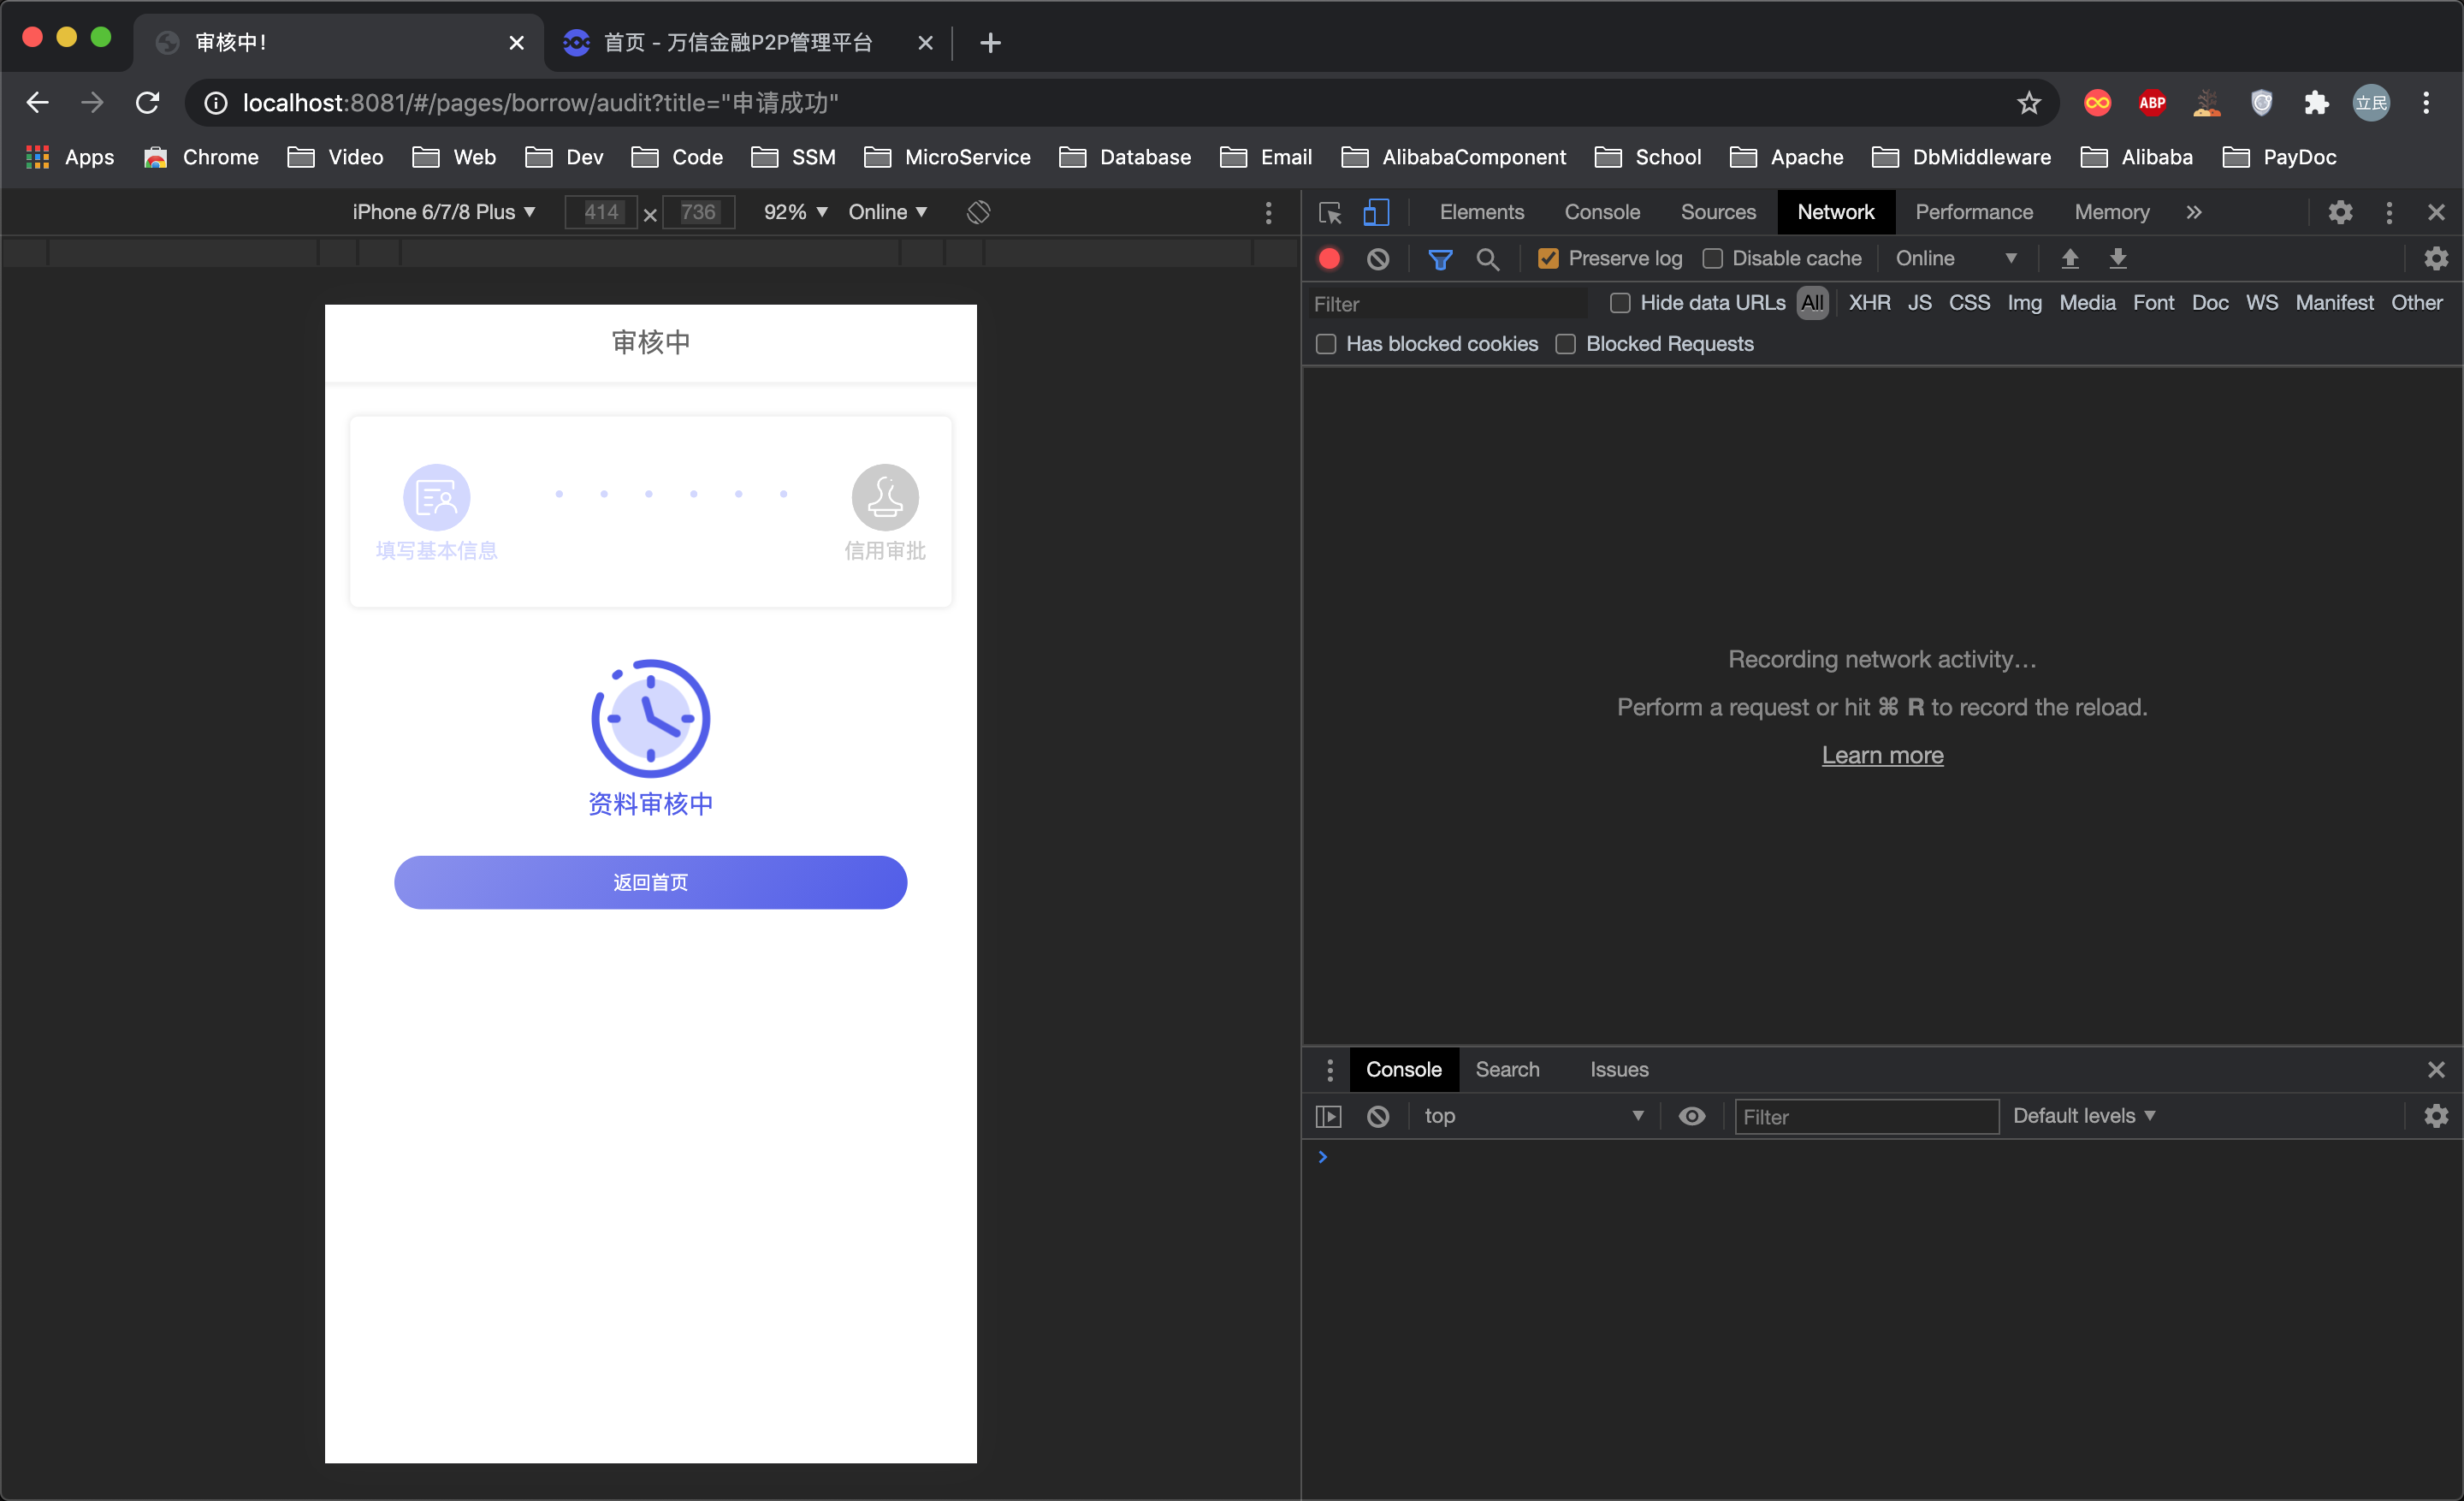 审核中!
首页 - 万信金融P2P管理平台
localhost:8081/#/pages/borrow/audit?title="申请成功"
ABP
立民
Apps Chrome Video Web Dev Code SSM MicroService Database Email AlibabaComponent School Apache DbMiddleware Alibaba PayDoc
iPhone 6/7/8 Plus 414 × 736 92% Online
Elements Console Sources Network Performance Memory
Preserve log Disable cache Online
Filter Hide data URLs All XHR JS CSS Img Media Font Doc WS Manifest Other
Has blocked cookies Blocked Requests
审核中
填写基本信息
信用审批
资料审核中
返回首页
Recording network activity…
Perform a request or hit ⌘ R to record the reload.
Learn more
Console Search Issues
top Filter Default levels